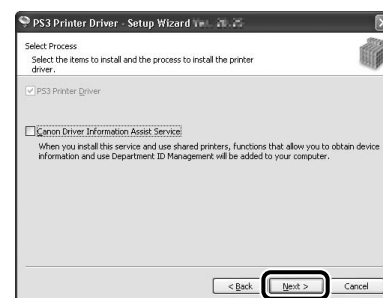 PS3 Printer Driver - Setup Wizard
Select Process
Select the items to install and the process to install the printer
driver.
PS3 Printer Driver
Canon Driver Information Assist Service
When you install this service and use shared printers, functions that allow you to obtain device
information and use Department ID Management will be added to your computer.
< Back
Next >
Cancel